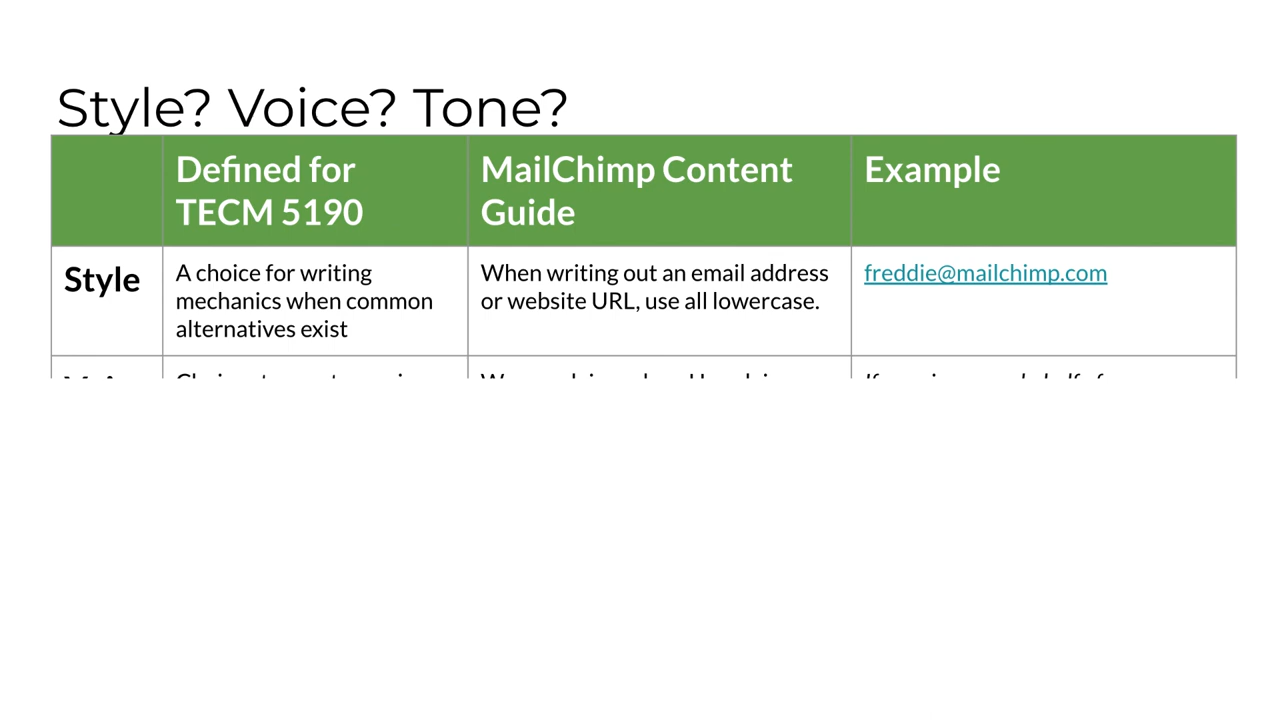 Style? Voice? Tone?
Defined for
TECM 5190
MailChimp Content
Guide
Example
Style
A choice for writing
mechanics when common
alternatives exist
When writing out an email address
or website URL, use all lowercase.
freddie@mailchimp.com